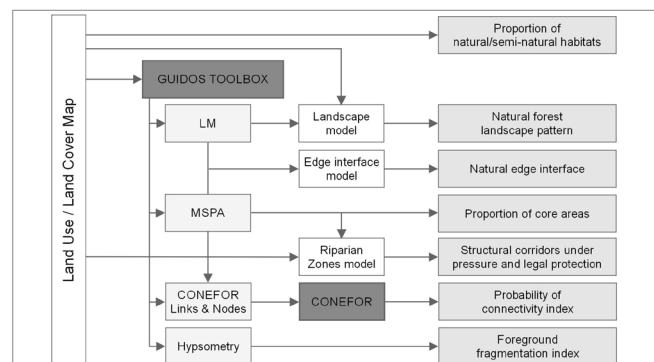 Land Use / Land Cover Map
Proportion of
natural/semi-natural habitats
GUIDOS TOOLBOX
LM
Landscape
model
Natural forest
landscape pattern
Edge interface
model
Natural edge interface
MSPA
Proportion of core areas
Riparian
Zones model
Structural corridors under
pressure and legal protection
CONEFOR
Links & Nodes
CONEFOR
Probability of
connectivity index
Hypsometry
Foreground
fragmentation index